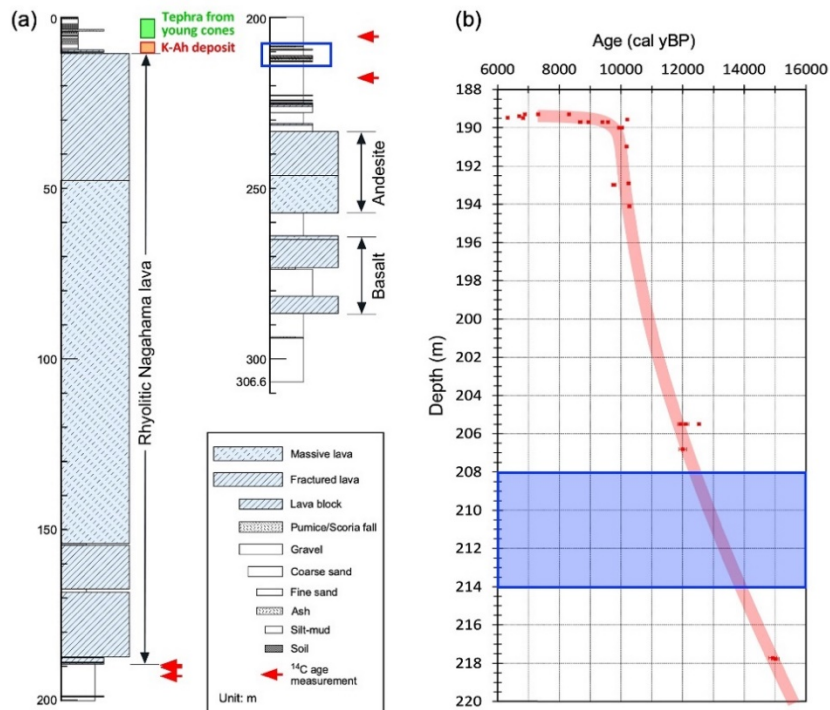 (a)
Tephra from
young cones
K-Ah deposit
0
50
100
150
200
Rhyolitic Nagahama lava
200
250
300
306.6
Andesite
Basalt
Massive lava
Fractured lava
Lava block
Pumice/Scoria fall
Gravel
Coarse sand
Fine sand
Ash
Silt-mud
Soil
14C age
measurement
Unit: m
(b)
Age (cal yBP)
6000 8000 10000 12000 14000 16000
Depth (m)
188
190
192
194
196
198
200
202
204
206
208
210
212
214
216
218
220